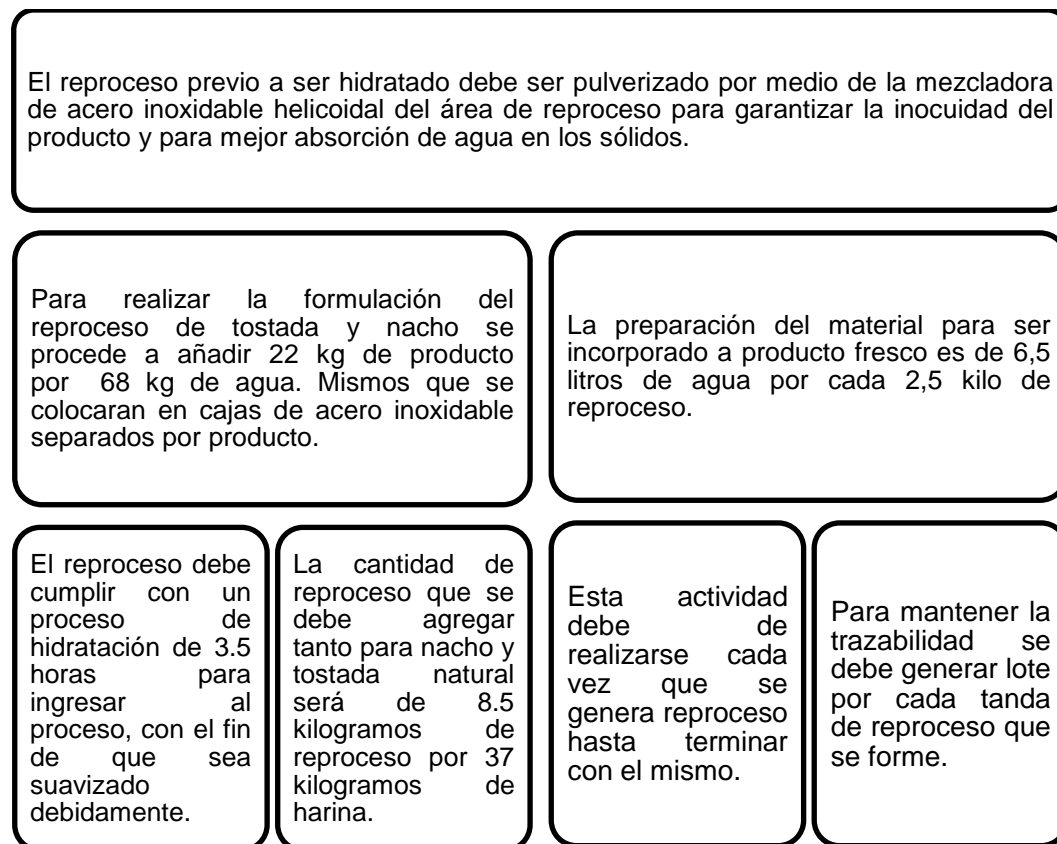 El reproceso previo a ser hidratado debe ser pulverizado por medio de la mezcladora
de acero inoxidable helicoidal del área de reproceso para garantizar la inocuidad del
producto y para mejor absorción de agua en los sólidos.
Para realizar la formulación del
reproceso de tostada y nacho se
procede a añadir 22 kg de producto
por 68 kg de agua. Mismos que se
colocaran en cajas de acero inoxidable
separados por producto.
La preparación del material para ser
incorporado a producto fresco es de 6,5
litros de agua por cada 2,5 kilo de
reproceso.
El reproceso debe
cumplir con un
proceso de
hidratación de 3.5
horas para
ingresar al
proceso, con el fin
de que sea
suavizado
debidamente.
La cantidad de
reproceso que se
debe agregar
tanto para nacho y
tostada natural
será de 8.5
kilogramos de
reproceso por 37
kilogramos de
harina.
Esta actividad
debe de
realizarse cada
vez que se
genera reproceso
hasta terminar
con el mismo.
Para mantener la
trazabilidad se
debe generar lote
por cada tanda
de reproceso que
se forme.